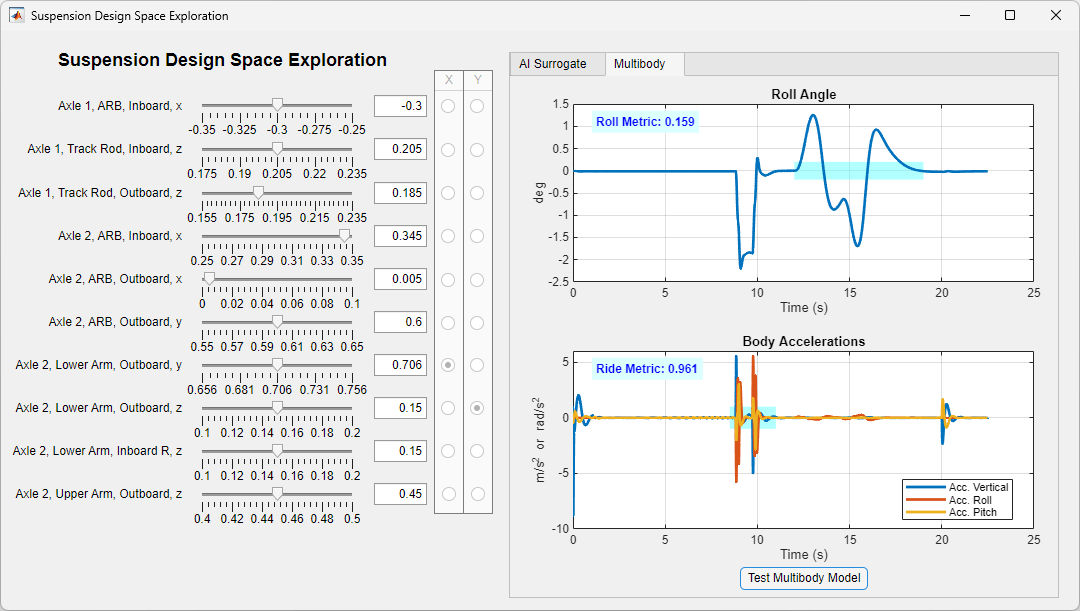 Suspension Design Space Exploration
Suspension Design Space Exploration
X Y
Axle 1, ARB, Inboard, x
-0.35 -0.325 -0.3 -0.275 -0.25
-0.3
Axle 1, Track Rod, Inboard, z
0.175 0.19 0.205 0.22 0.235
0.205
Axle 1, Track Rod, Outboard, z
0.155 0.175 0.195 0.215 0.235
0.185
Axle 2, ARB, Inboard, x
0.25 0.27 0.29 0.31 0.33 0.35
0.345
Axle 2, ARB, Outboard, x
0 0.02 0.04 0.06 0.08 0.1
0.005
Axle 2, ARB, Outboard, y
0.55 0.57 0.59 0.61 0.63 0.65
0.6
Axle 2, Lower Arm, Outboard, y
0.656 0.681 0.706 0.731 0.756
0.706
Axle 2, Lower Arm, Outboard, z
0.1 0.12 0.14 0.16 0.18 0.2
0.15
Axle 2, Lower Arm, Inboard R, z
0.1 0.12 0.14 0.16 0.18 0.2
0.15
Axle 2, Upper Arm, Outboard, z
0.4 0.42 0.44 0.46 0.48 0.5
0.45
AI Surrogate Multibody
Roll Angle
Roll Metric: 0.159
1.5
1
0.5
0
-0.5
-1
-1.5
-2
-2.5
deg
0 5 10 15 20 25
Time (s)
Body Accelerations
Ride Metric: 0.961
5
0
-5
-10
m/s² or rad/s²
Acc. Vertical
Acc. Roll
Acc. Pitch
0 5 10 15 20 25
Time (s)
Test Multibody Model